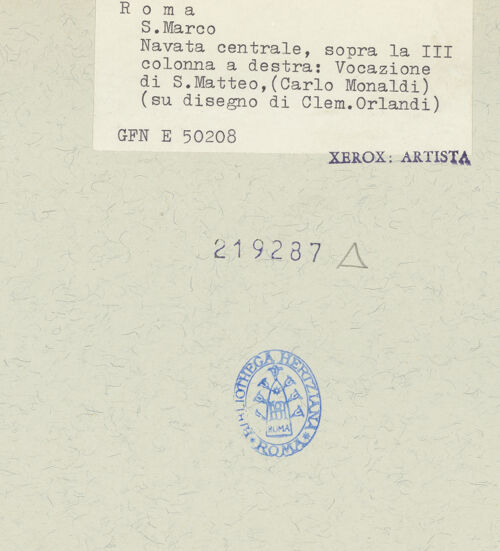 R o m a
S.Marco
Navata centrale, sopra la III
colonna a destra: Vocazione
di S.Matteo,(Carlo Monaldi)
(su disegno di Clem.Orlandi)
GFN E 50208
XEROX: ARTISTA
219287
BIBLIOTHECA HERTZIANA
ROMA
ROMA